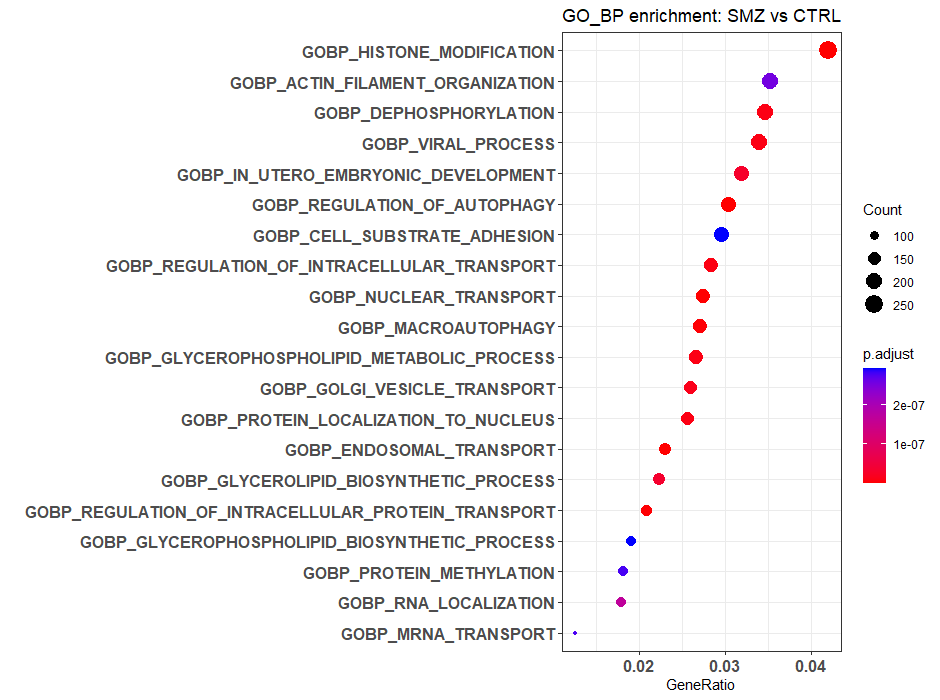 GO_BP enrichment: SMZ vs CTRL
GOBP_HISTONE_MODIFICATION
GOBP_ACTIN_FILAMENT_ORGANIZATION
GOBP_DEPHOSPHORYLATION
GOBP_VIRAL_PROCESS
GOBP_IN_UTERO_EMBRYONIC_DEVELOPMENT
GOBP_REGULATION_OF_AUTOPHAGY
GOBP_CELL_SUBSTRATE_ADHESION
GOBP_REGULATION_OF_INTRACELLULAR_TRANSPORT
GOBP_NUCLEAR_TRANSPORT
GOBP_MACROAUTOPHAGY
GOBP_GLYCEROPHOSPHOLIPID_METABOLIC_PROCESS
GOBP_GOLGI_VESICLE_TRANSPORT
GOBP_PROTEIN_LOCALIZATION_TO_NUCLEUS
GOBP_ENDOSOMAL_TRANSPORT
GOBP_GLYCEROLIPID_BIOSYNTHETIC_PROCESS
GOBP_REGULATION_OF_INTRACELLULAR_PROTEIN_TRANSPORT
GOBP_GLYCEROPHOSPHOLIPID_BIOSYNTHETIC_PROCESS
GOBP_PROTEIN_METHYLATION
GOBP_RNA_LOCALIZATION
GOBP_MRNA_TRANSPORT
0.02 0.03 0.04
GeneRatio
Count
100
150
200
250
p.adjust
2e-07
1e-07